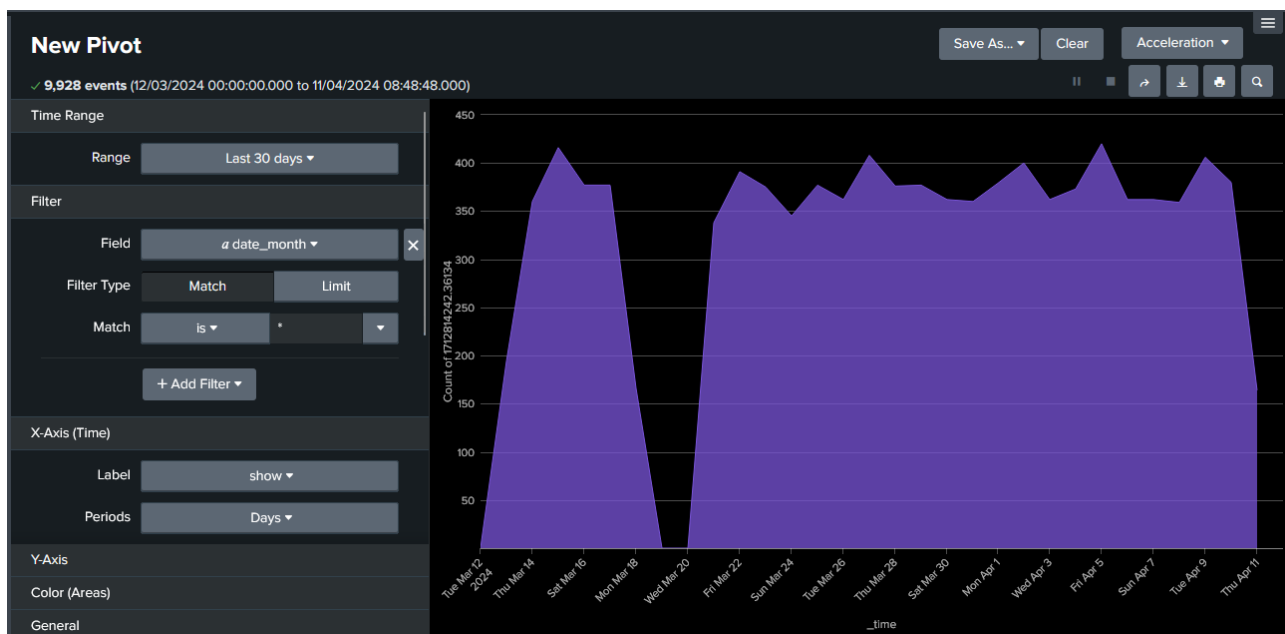 New Pivot
Save As...
Clear
Acceleration
✓ 9,928 events (12/03/2024 00:00:00.000 to 11/04/2024 08:48:48.000)
Time Range
Range Last 30 days
Filter
Field a date_month
Filter Type Match Limit
Match is *
+ Add Filter
X-Axis (Time)
Label show
Periods Days
Y-Axis
Color (Areas)
General
450
400
350
300
250
200
150
100
50
Count of 1712814242.36134
Tue Mar 12
2024
Thu Mar 14
Sat Mar 16
Mon Mar 18
Wed Mar 20
Fri Mar 22
Sun Mar 24
Tue Mar 26
Thu Mar 28
Sat Mar 30
Mon Apr 1
Wed Apr 3
Fri Apr 5
Sun Apr 7
Tue Apr 9
Thu Apr 11
_time